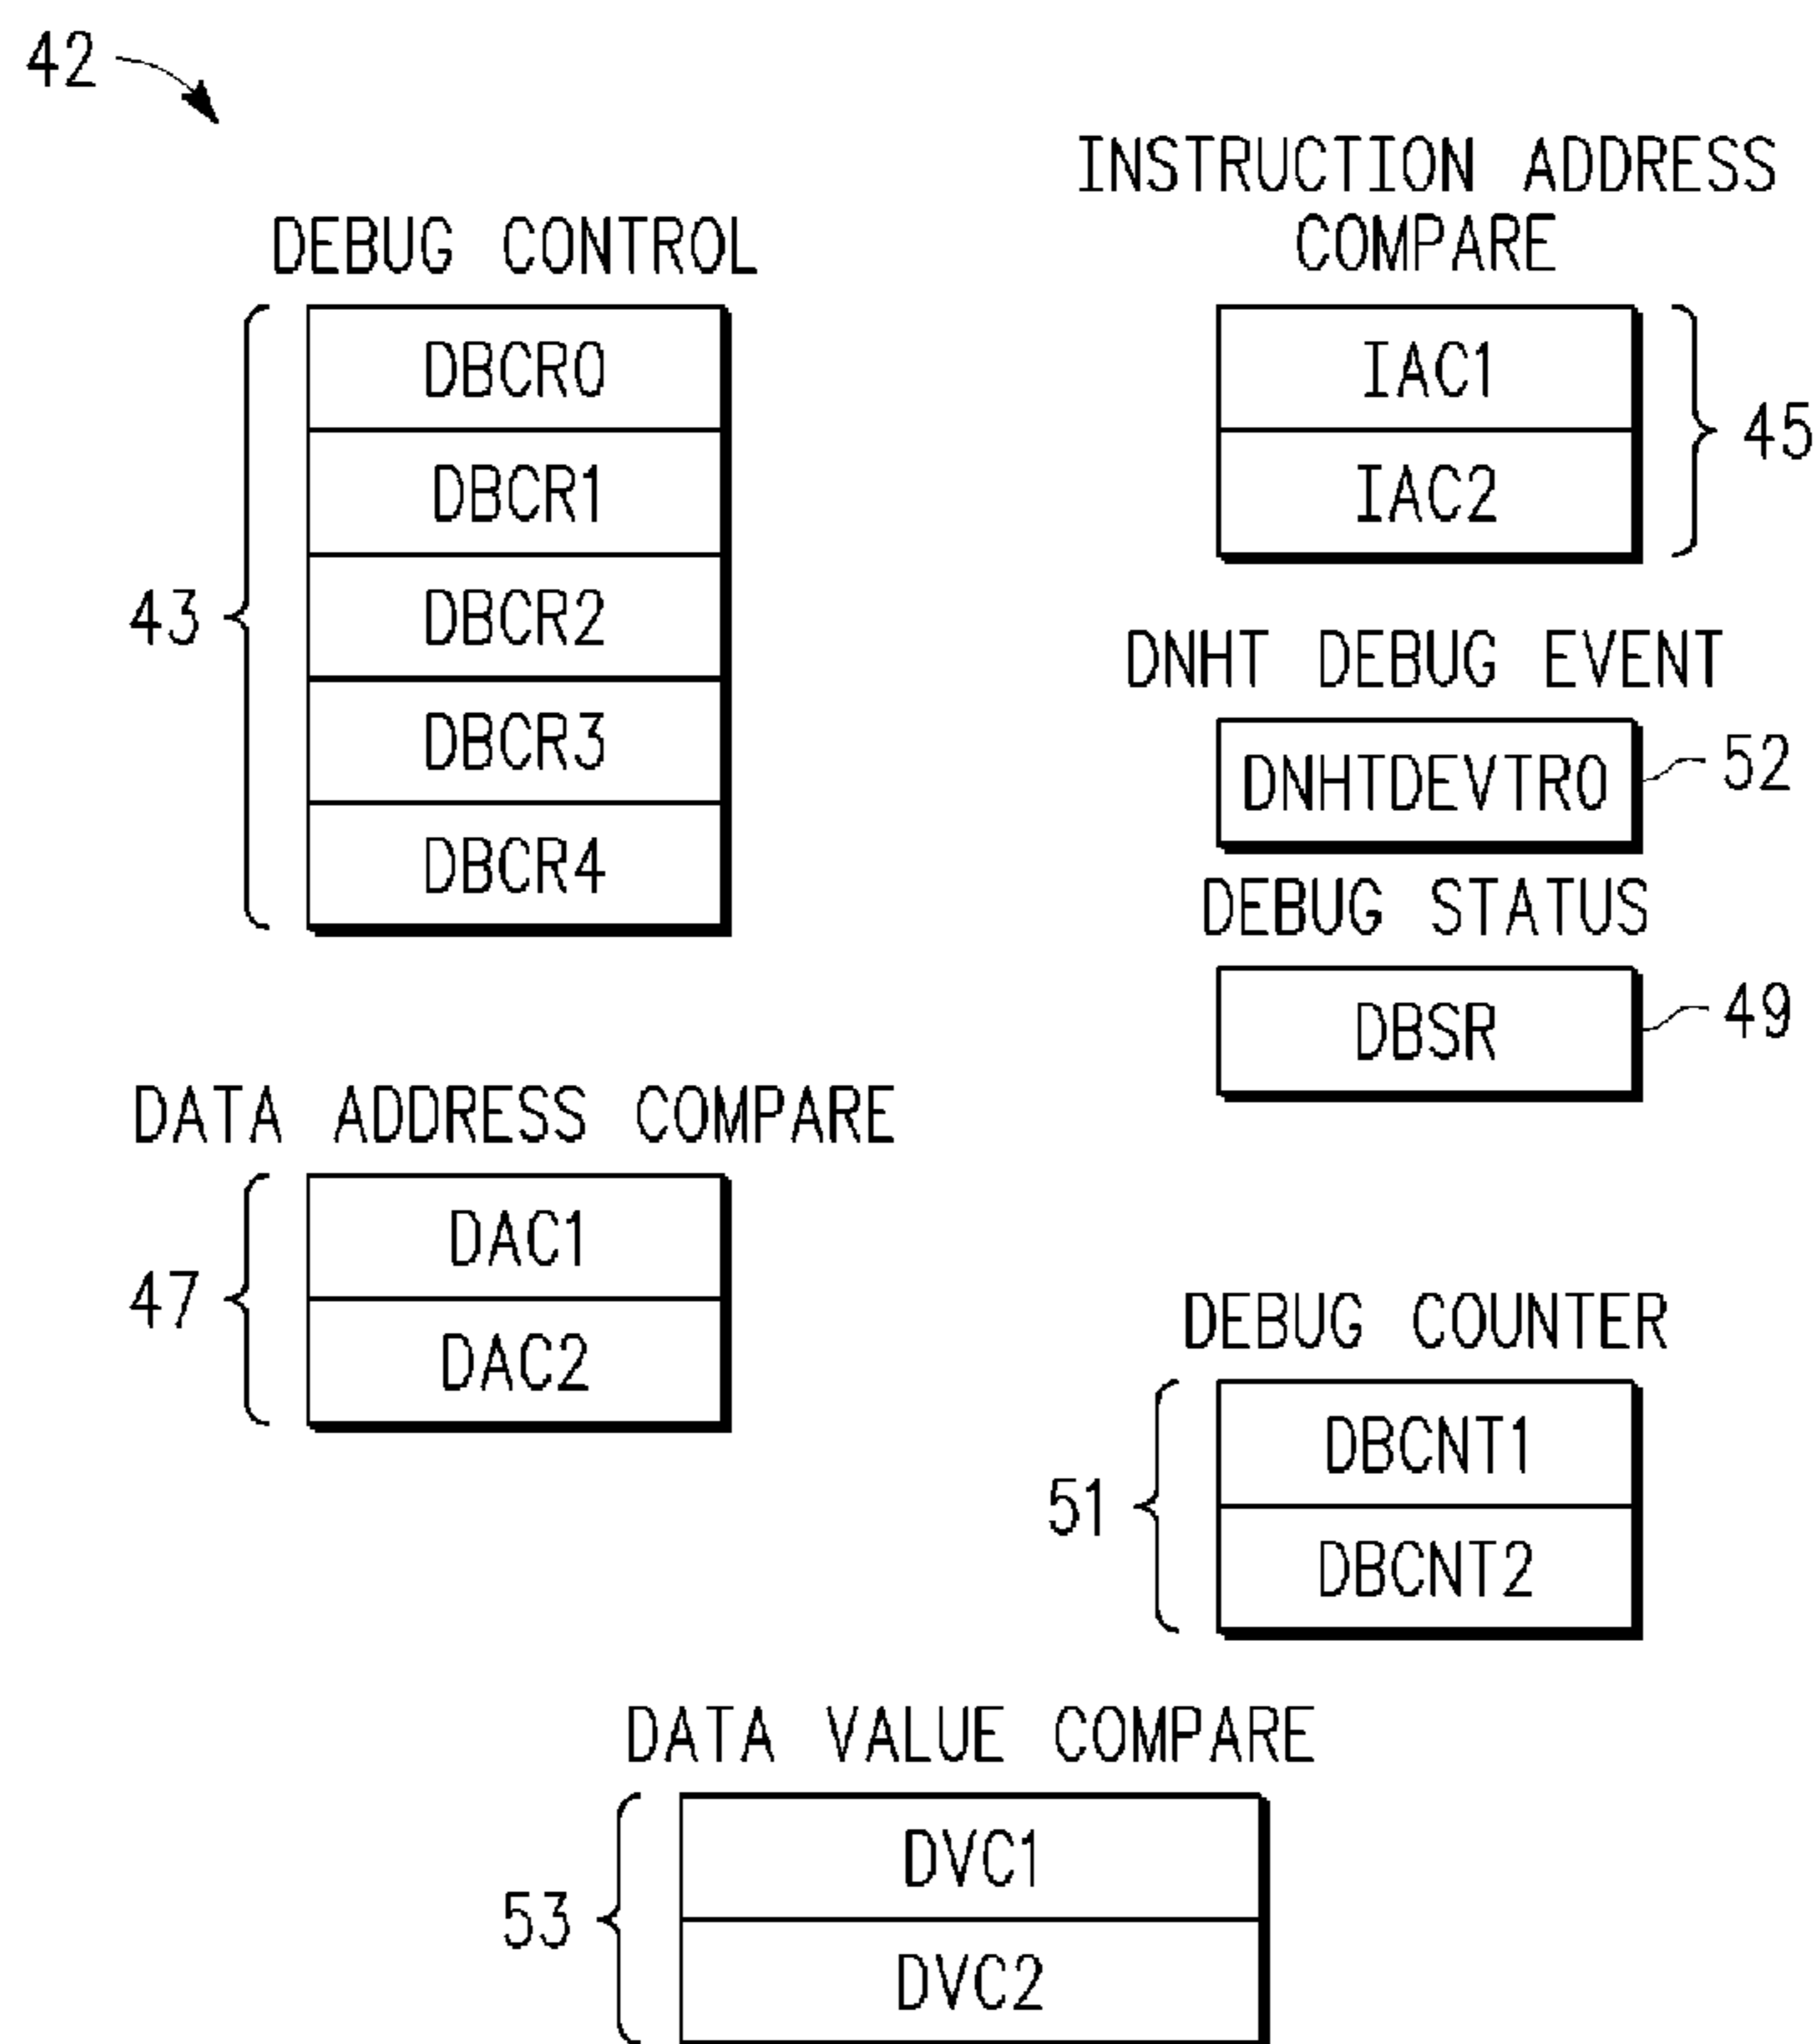 42
DEBUG CONTROL
43
DBCR0
DBCR1
DBCR2
DBCR3
DBCR4
INSTRUCTION ADDRESS
COMPARE
IAC1
IAC2
45
DNHT DEBUG EVENT
DNHTDEVTR0
52
DEBUG STATUS
DBSR
49
DATA ADDRESS COMPARE
47
DAC1
DAC2
DEBUG COUNTER
51
DBCNT1
DBCNT2
DATA VALUE COMPARE
53
DVC1
DVC2